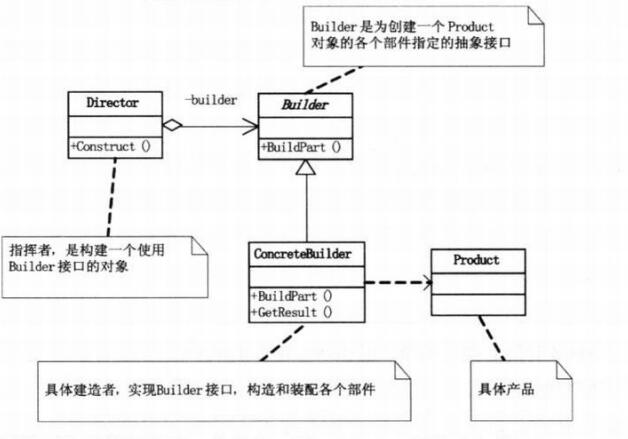 Builder是为创建一个Product
对象的各个部件指定的抽象接口
Director
-builder
Builder
+Construct ()
+BuildPart ()
指挥者，是构建一个使用
Builder接口的对象
ConcreteBuilder
Product
+BuildPart ()
+GetResult ()
具体建造者，实现Builder接口，构造和装配各个部件
具体产品